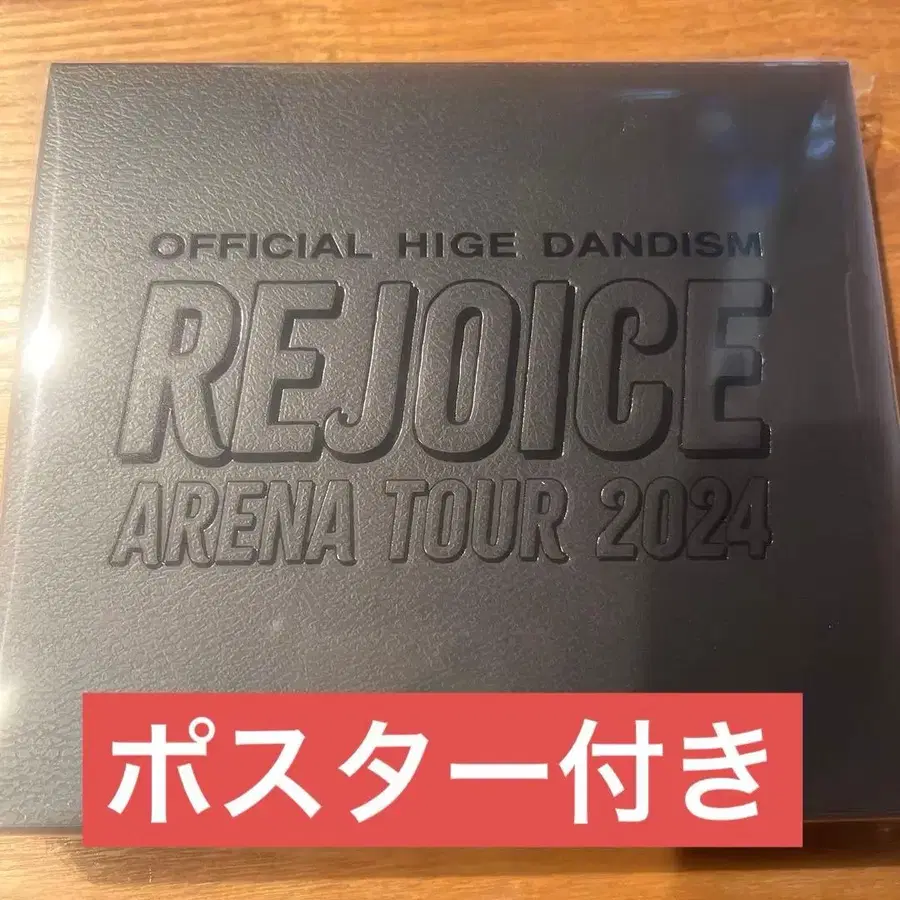 OFFICIAL HIGE DANDISM
REJOICE
ARENA TOUR 2024
ポスター付き